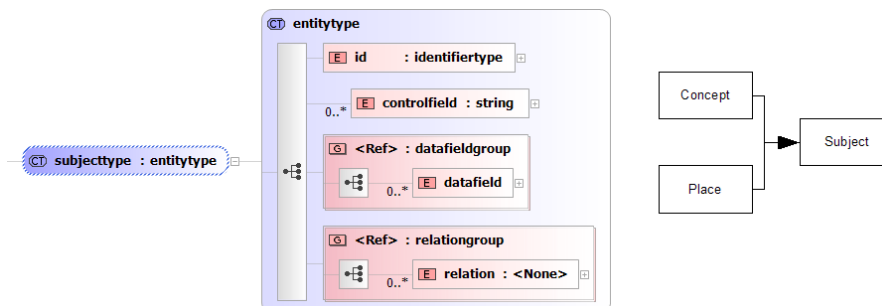 CT entitytype
E id : identifiertype
0..* E controlfield : string
G <Ref> : datafieldgroup
0..* E datafield
CT subjecttype : entitytype
G <Ref> : relationgroup
0..* E relation : <None>
Concept
Subject
Place